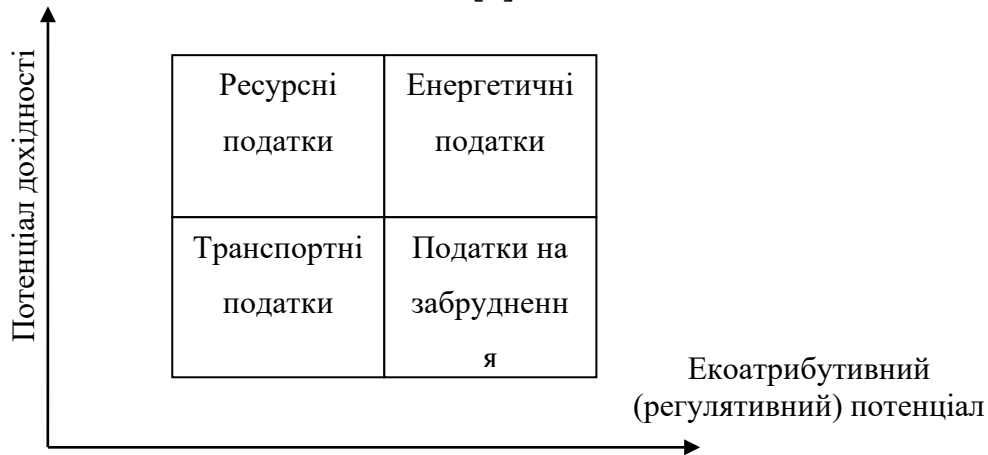 Потенціал дохідності
Ресурсні
податки
Енергетичні
податки
Транспортні
податки
Податки на
забрудненн
я
Екоатрибутивний
(регулятивний) потенціал